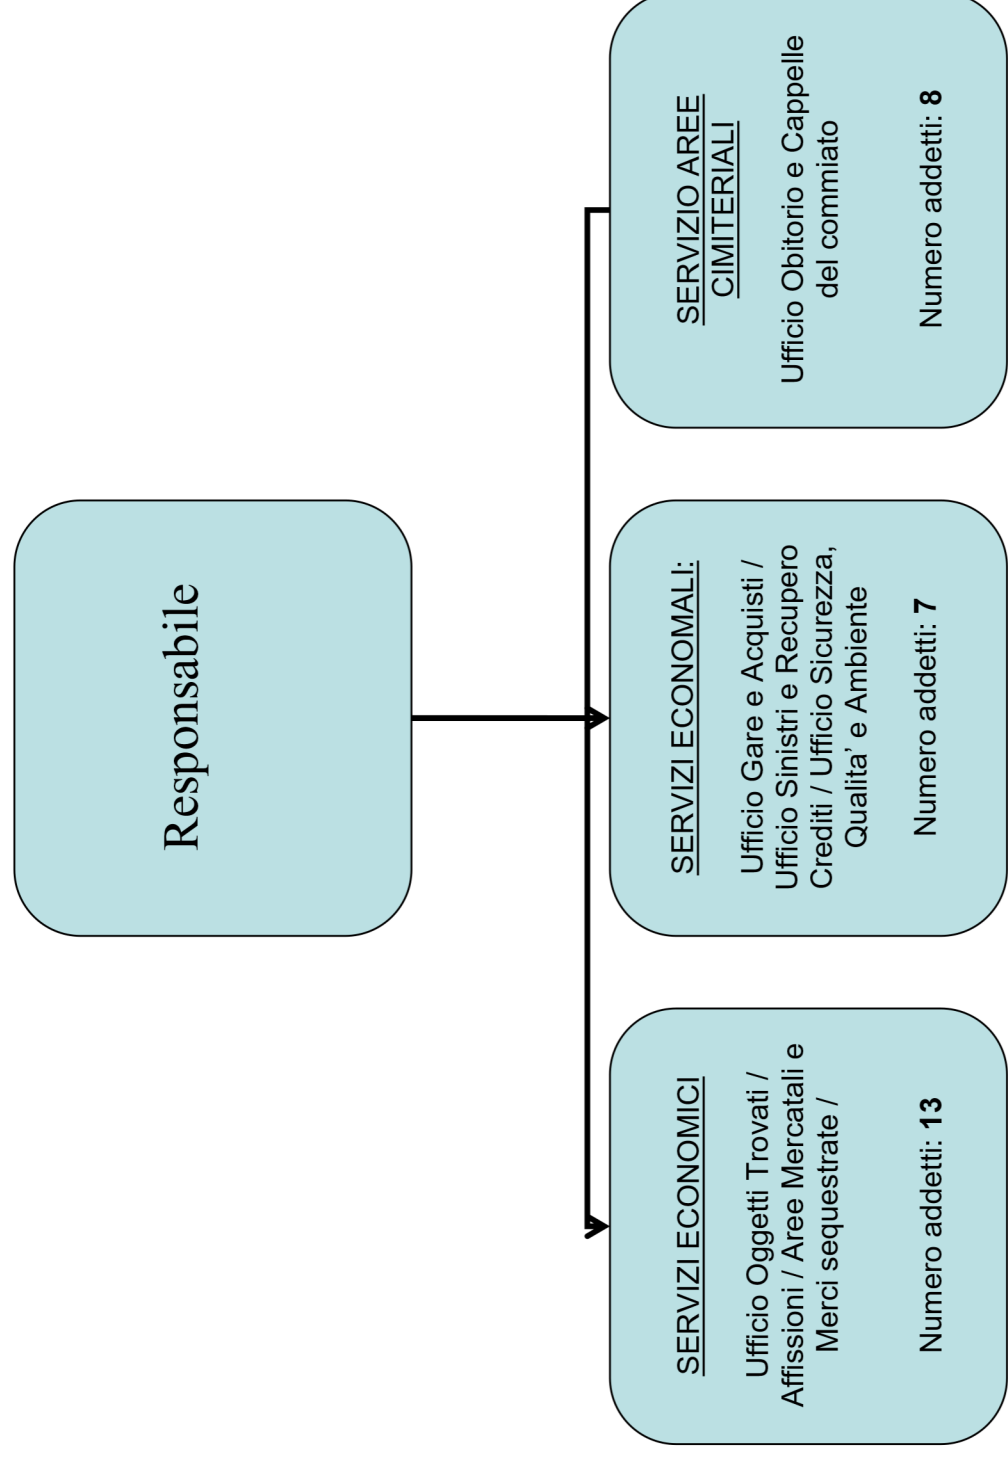 Responsabile
SERVIZI ECONOMICI
Ufficio Oggetti Trovati /
Affissioni / Aree Mercatali e
Merci sequestrate /
Numero addetti: 13
SERVIZI ECONOMALI:
Ufficio Gare e Acquisti /
Ufficio Sinistri e Recupero
Crediti / Ufficio Sicurezza,
Qualita’ e Ambiente
Numero addetti: 7
SERVIZIO AREE
CIMITERIALI
Ufficio Obitorio e Cappelle
del commiato
Numero addetti: 8